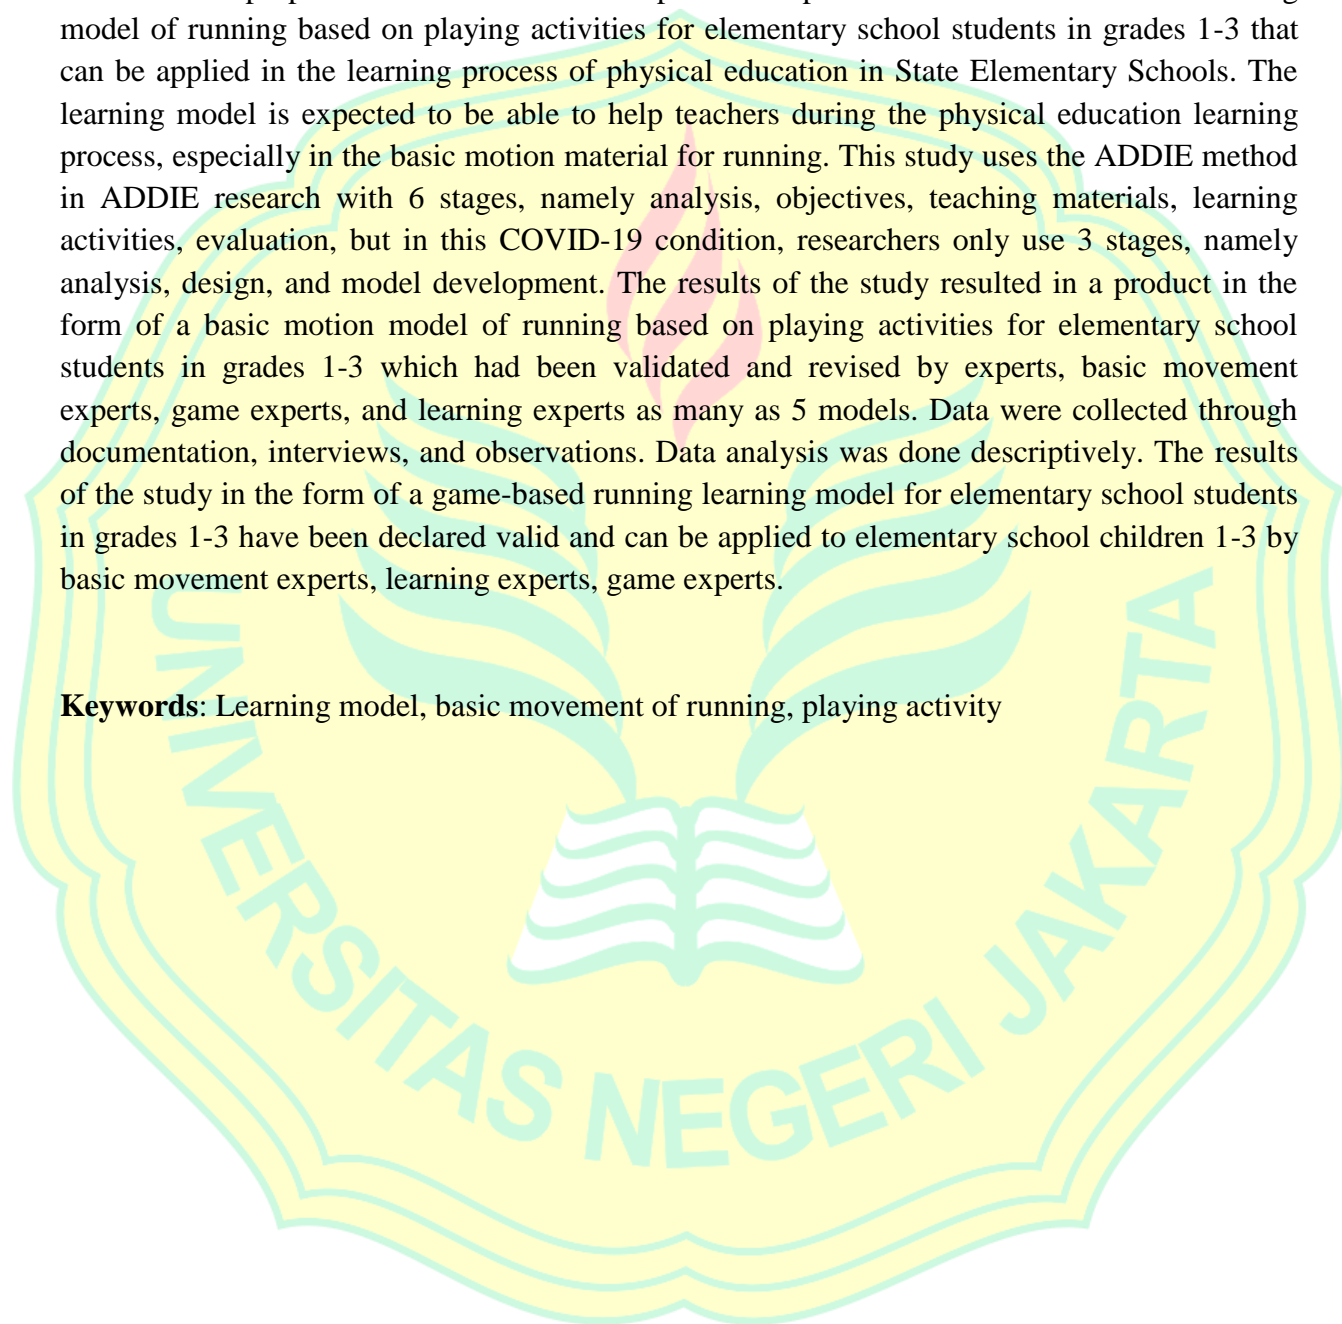 model of running based on playing activities for elementary school students in grades 1-3 that
can be applied in the learning process of physical education in State Elementary Schools. The
learning model is expected to be able to help teachers during the physical education learning
process, especially in the basic motion material for running. This study uses the ADDIE method
in ADDIE research with 6 stages, namely analysis, objectives, teaching materials, learning
activities, evaluation, but in this COVID-19 condition, researchers only use 3 stages, namely
analysis, design, and model development. The results of the study resulted in a product in the
form of a basic motion model of running based on playing activities for elementary school
students in grades 1-3 which had been validated and revised by experts, basic movement
experts, game experts, and learning experts as many as 5 models. Data were collected through
documentation, interviews, and observations. Data analysis was done descriptively. The results
of the study in the form of a game-based running learning model for elementary school students
in grades 1-3 have been declared valid and can be applied to elementary school children 1-3 by
basic movement experts, learning experts, game experts.
Keywords: Learning model, basic movement of running, playing activity
UNIVERSITAS NEGERI JAKARTA